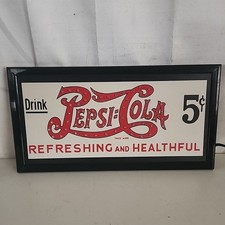 Drink
PEPSI:COLA 5¢
REFRESHING AND HEALTHFUL